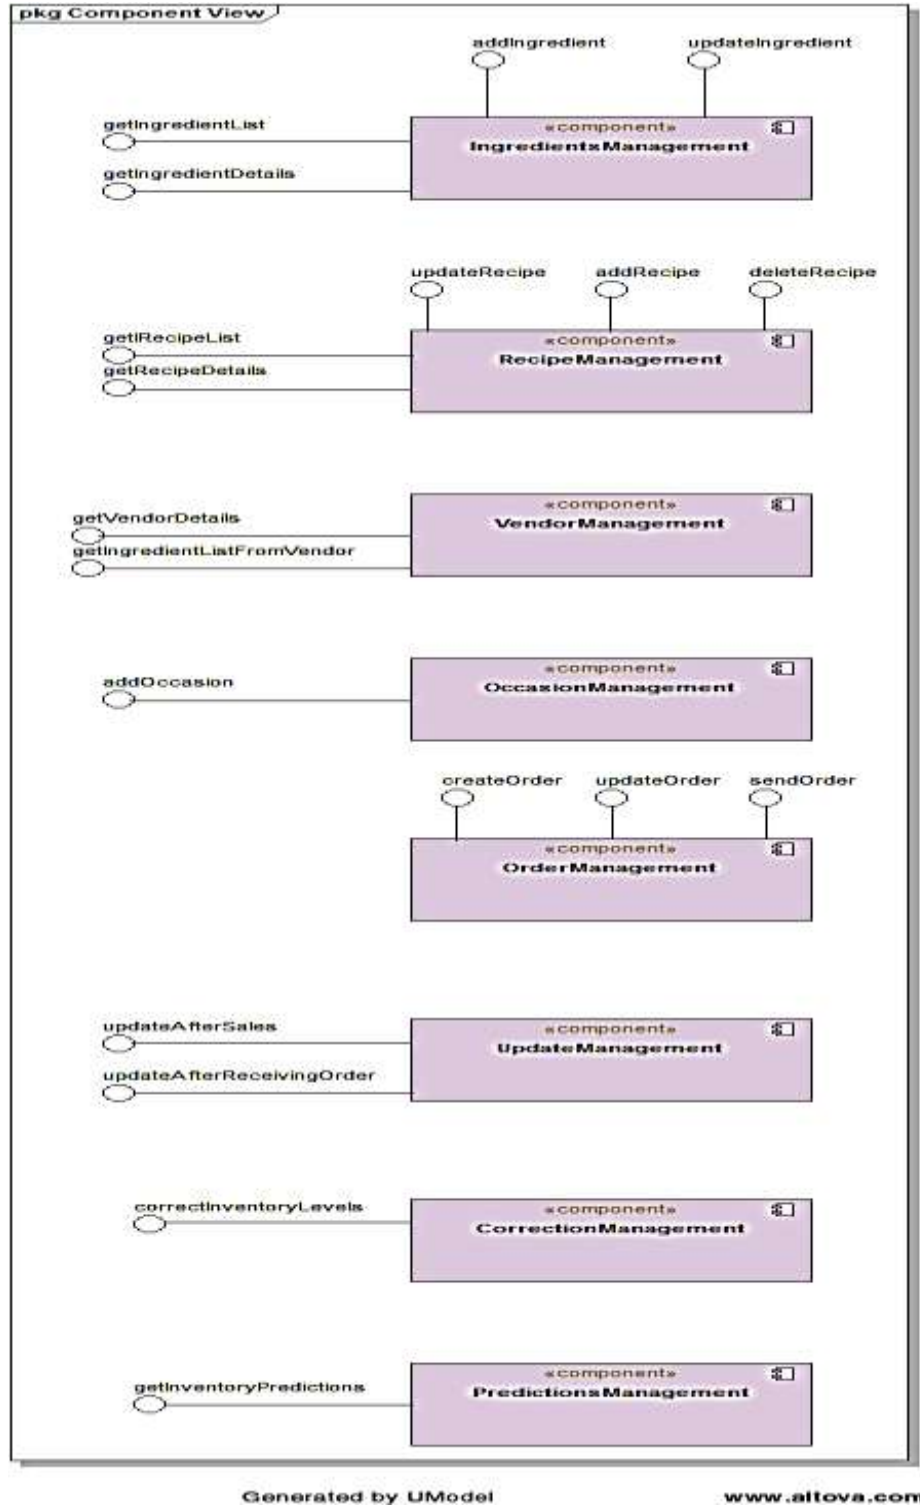 pkg Component View
addIngredient updateIngredient
getIngredientList
«component»
IngredientsManagement
getIngredientDetails
updateRecipe addRecipe deleteRecipe
getIRecipeList
«component»
RecipeManagement
getRecipeDetails
«component»
VendorManagement
getVendorDetails
getIngredientListFromVendor
«component»
OccasionManagement
addOccasion
createOrder updateOrder sendOrder
«component»
OrderManagement
updateAfterSales
«component»
UpdateManagement
updateAfterReceivingOrder
correctInventoryLevels
«component»
CorrectionManagement
getInventoryPredictions
«component»
PredictionsManagement
Generated by UModel www.altova.com